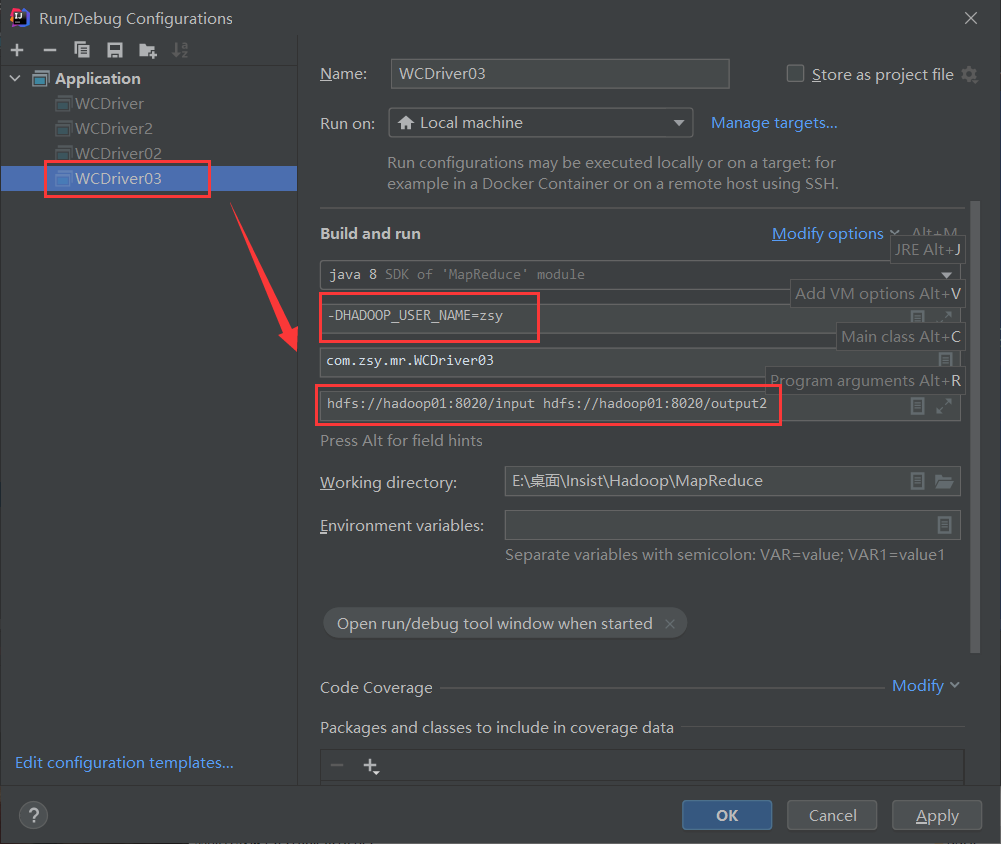 Run/Debug Configurations
Application
WCDriver
WCDriver2
WCDriver02
WCDriver03
Edit configuration templates...
Name: WCDriver03 Store as project file
Run on: Local machine Manage targets...
Run configurations may be executed locally or on a target: for
example in a Docker Container or on a remote host using SSH.
Build and run Modify options Alt+M
JRE Alt+J
java 8 SDK of 'MapReduce' module
Add VM options Alt+V
-DHADOOP_USER_NAME=zsy
Main class Alt+C
com.zsy.mr.WCDriver03
Program arguments Alt+R
hdfs://hadoop01:8020/input hdfs://hadoop01:8020/output2
Press Alt for field hints
Working directory: E:\桌面\Insist\Hadoop\MapReduce
Environment variables:
Separate variables with semicolon: VAR=value; VAR1=value1
Open run/debug tool window when started
Code Coverage Modify
Packages and classes to include in coverage data
? OK Cancel Apply